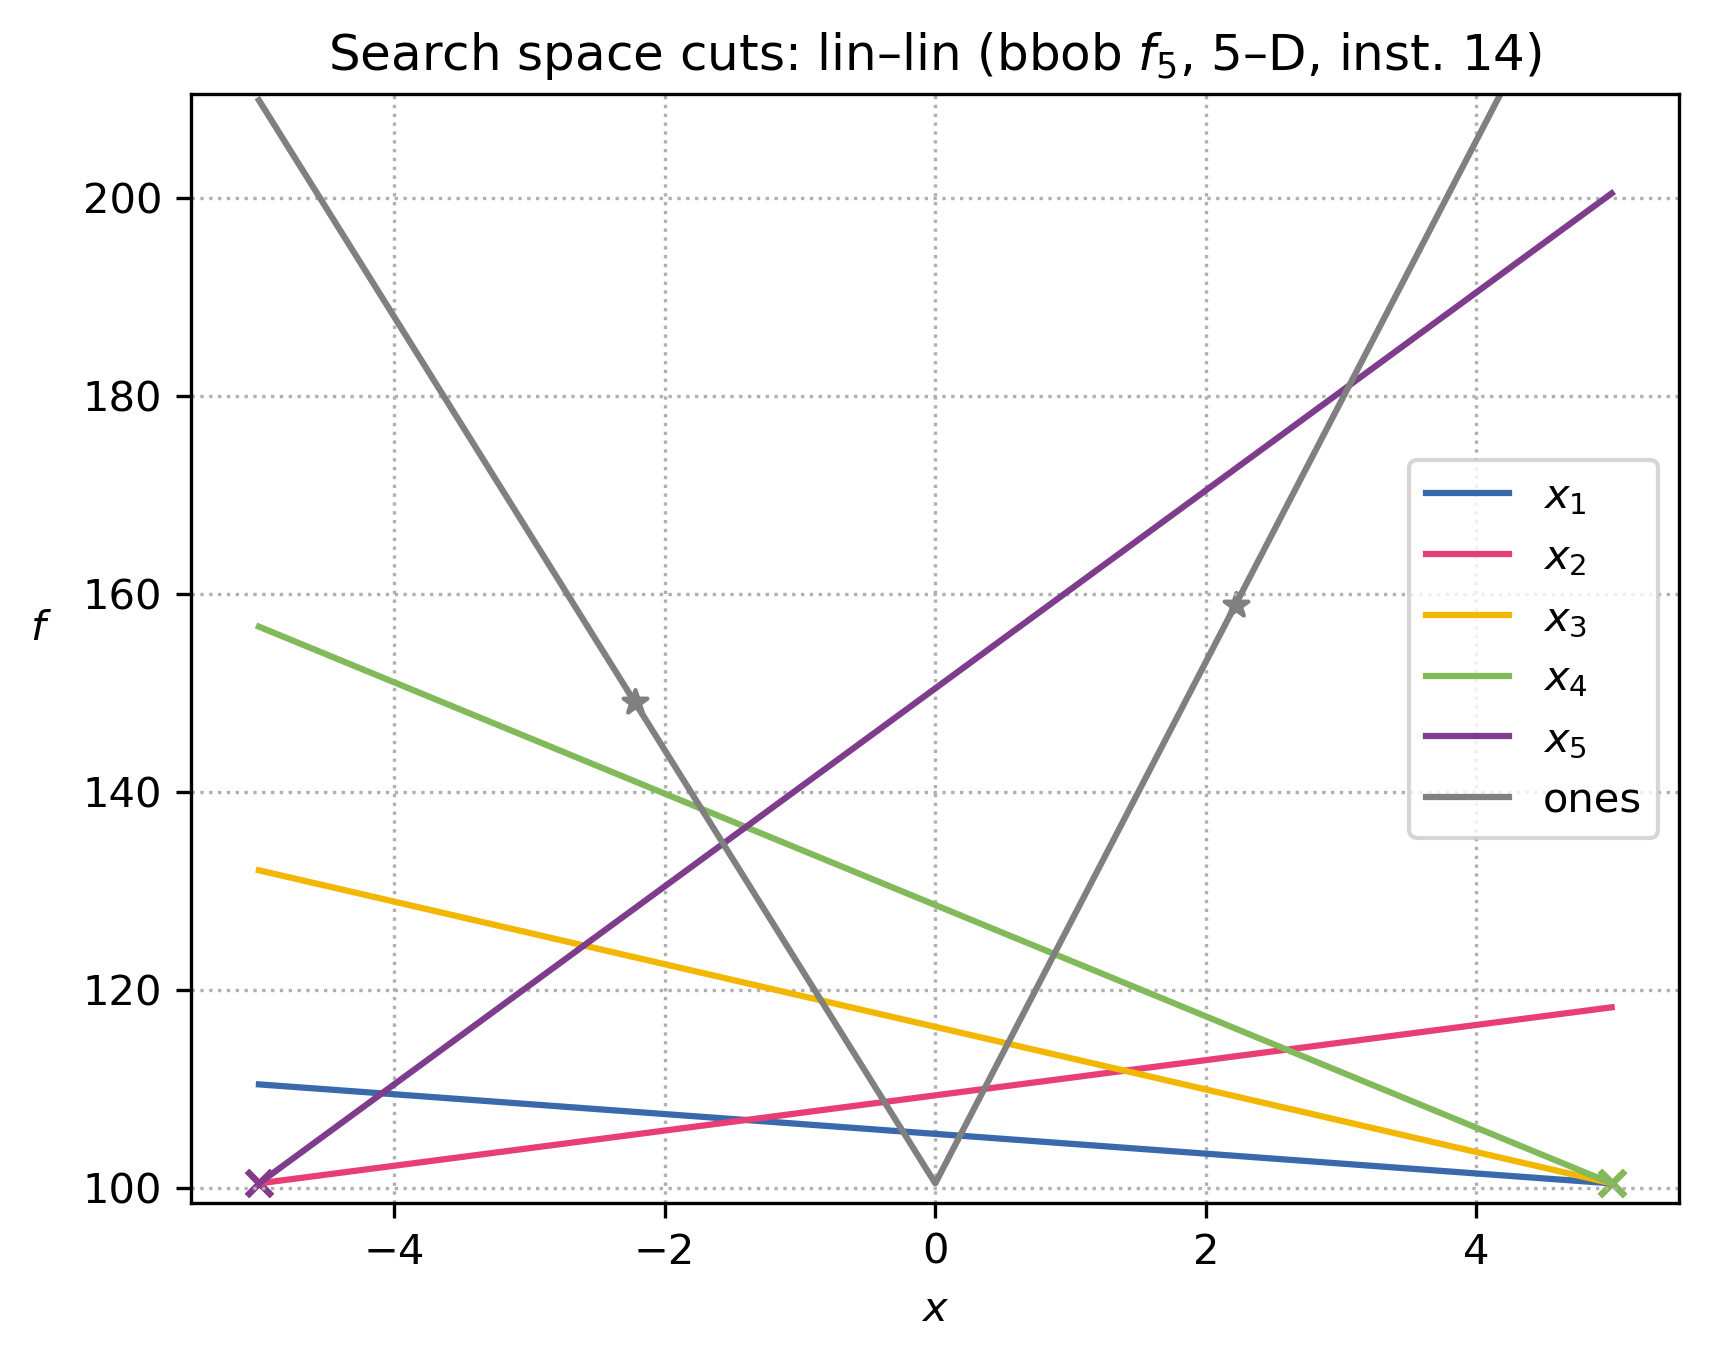 Search space cuts: lin–lin (bbob f₅, 5–D, inst. 14)
200
180
160
140
120
100
f
−4
−2
0
2
4
x
x₁
x₂
x₃
x₄
x₅
ones